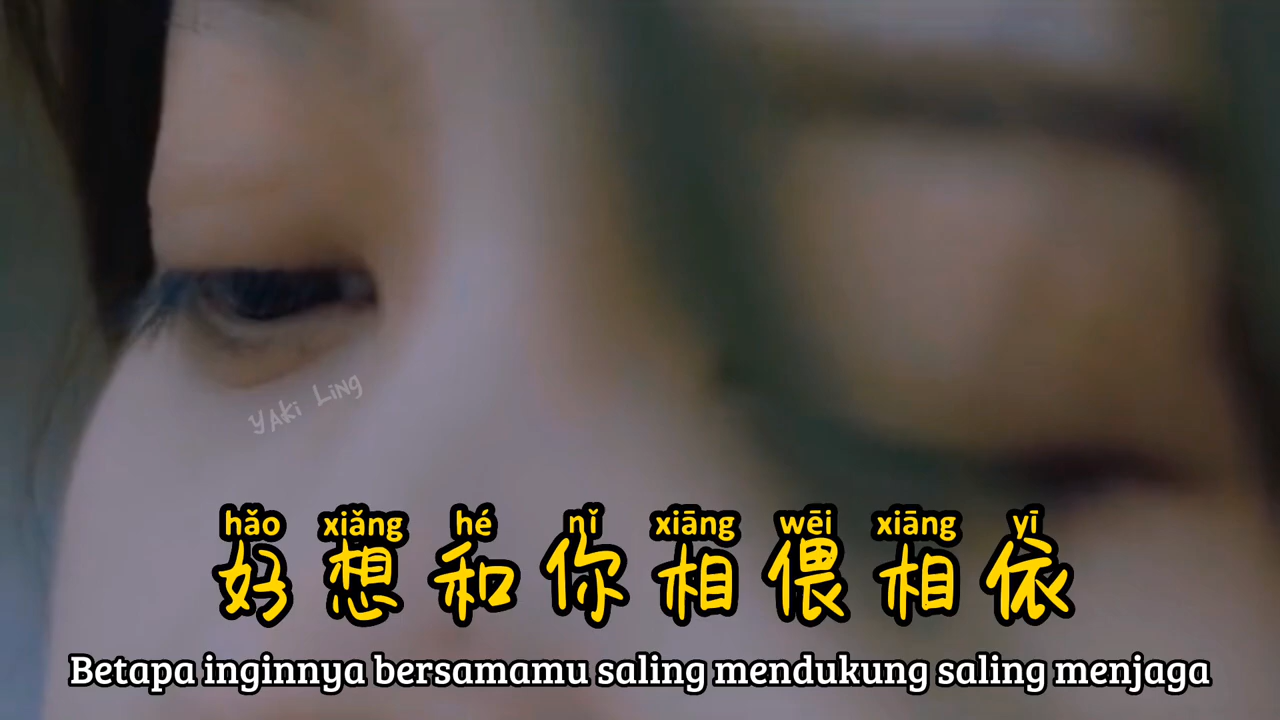 YAki Ling
hǎo xiǎng hé nǐ xiāng wēi xiāng yī
好想和你相偎相依
Betapa inginnya bersamamu saling mendukung saling menjaga